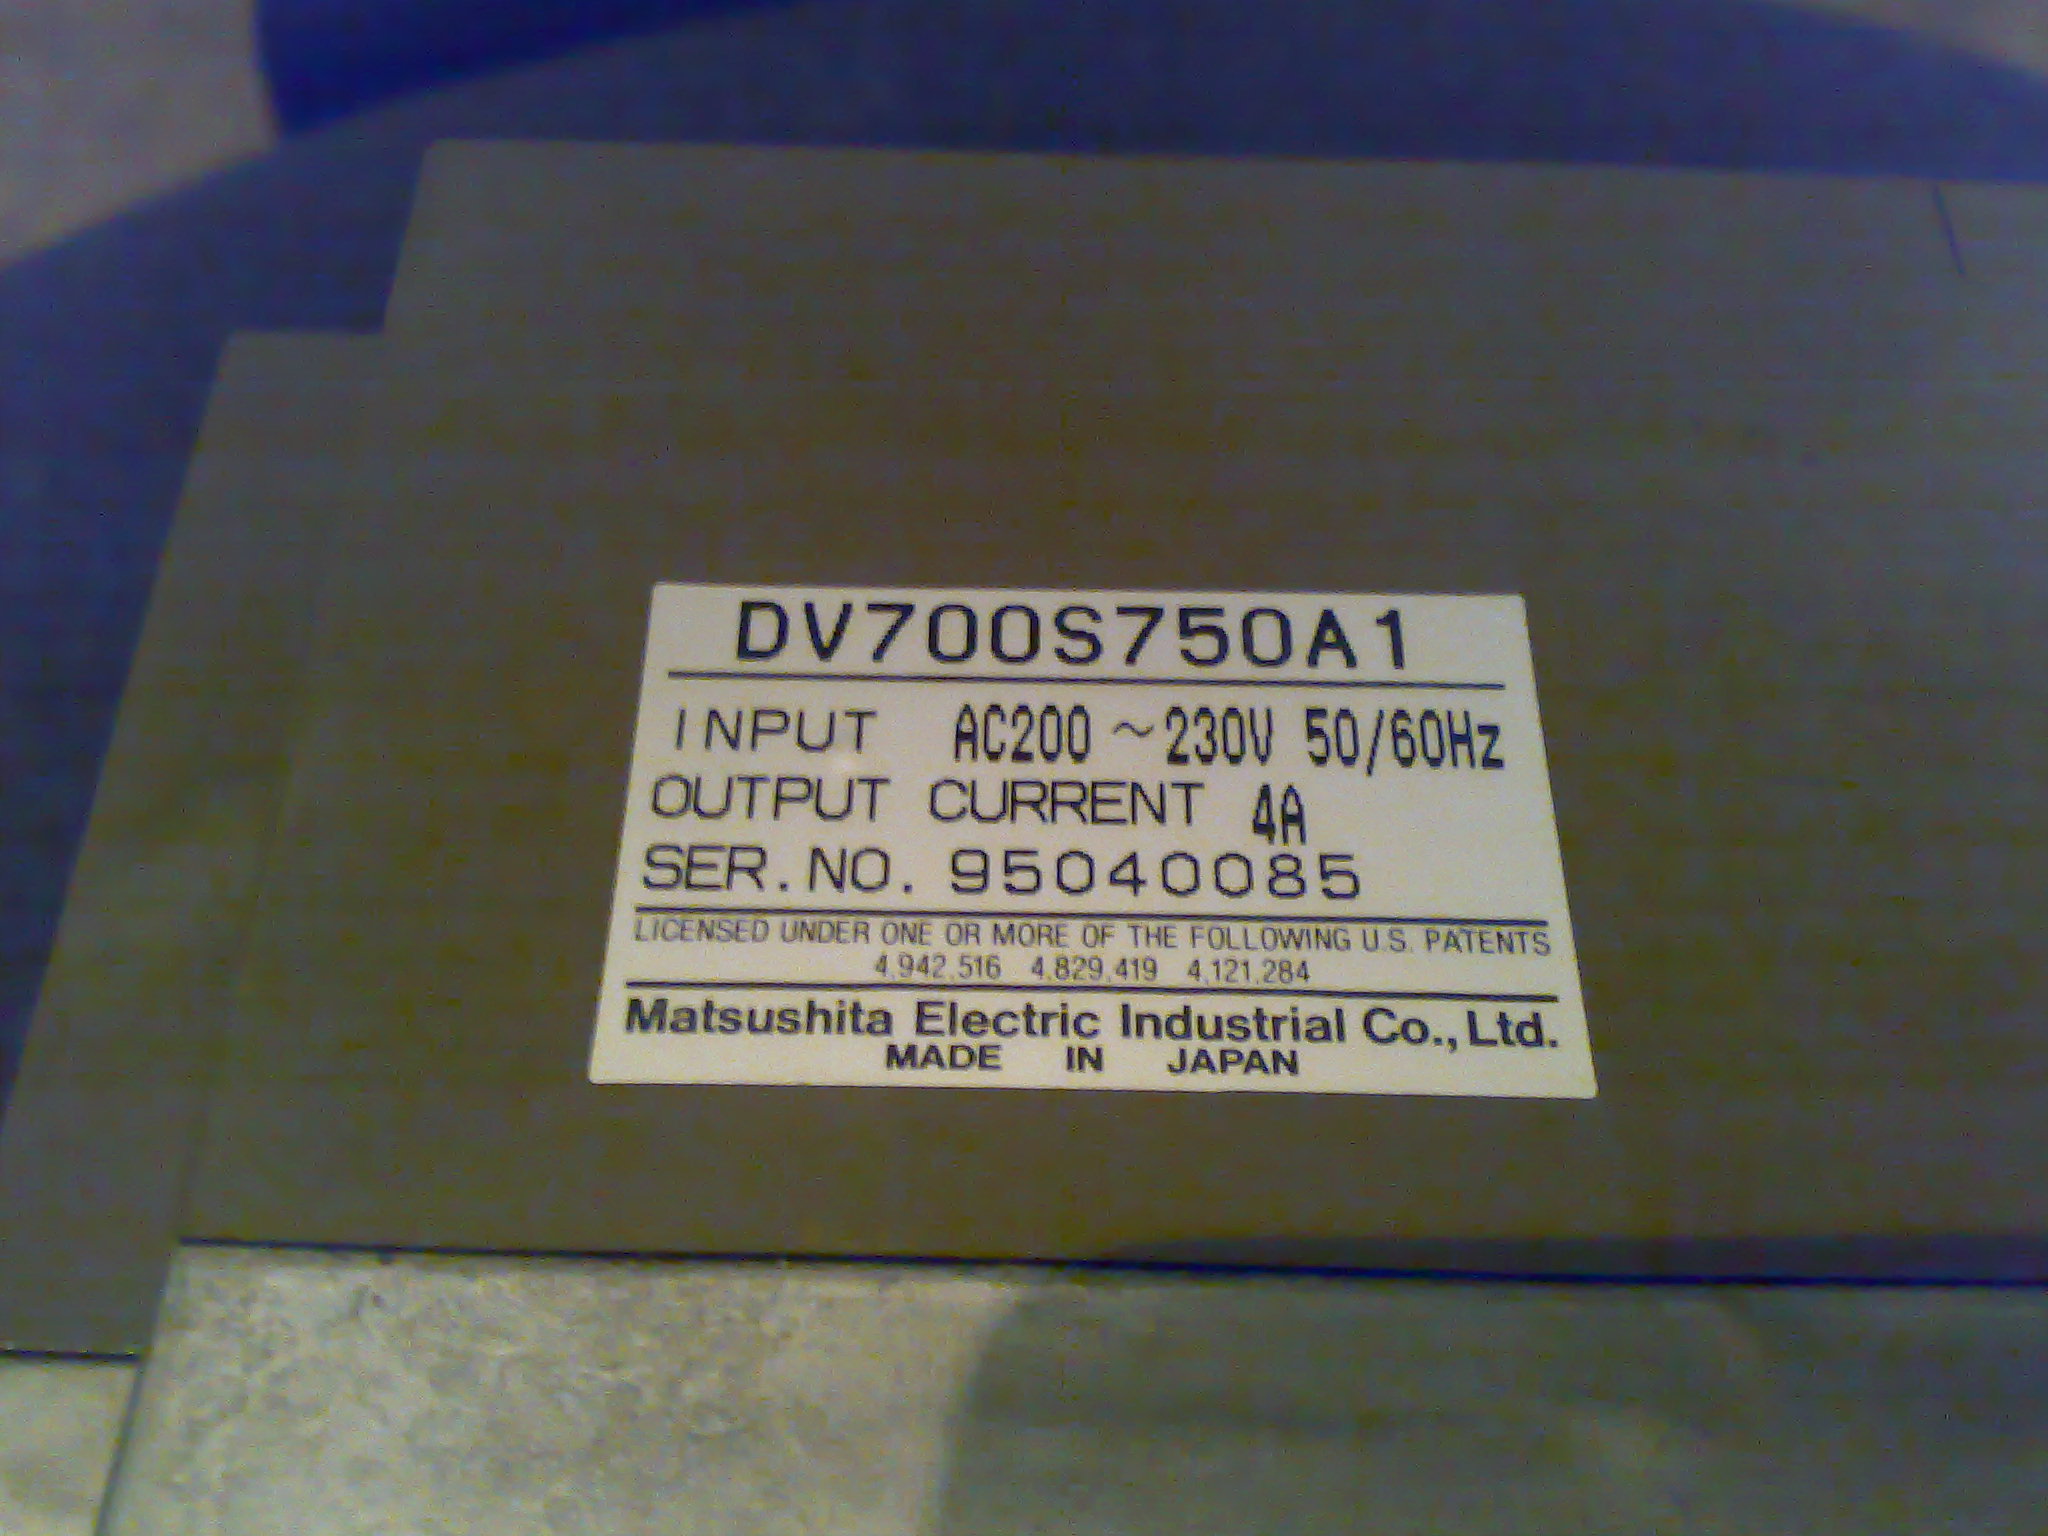 DV700S750A1
INPUT AC200~230V 50/60Hz
OUTPUT CURRENT 4A
SER.NO. 95040085
LICENSED UNDER ONE OR MORE OF THE FOLLOWING U.S. PATENTS
4,942,516 4,829,419 4,121,284
Matsushita Electric Industrial Co., Ltd.
MADE IN JAPAN